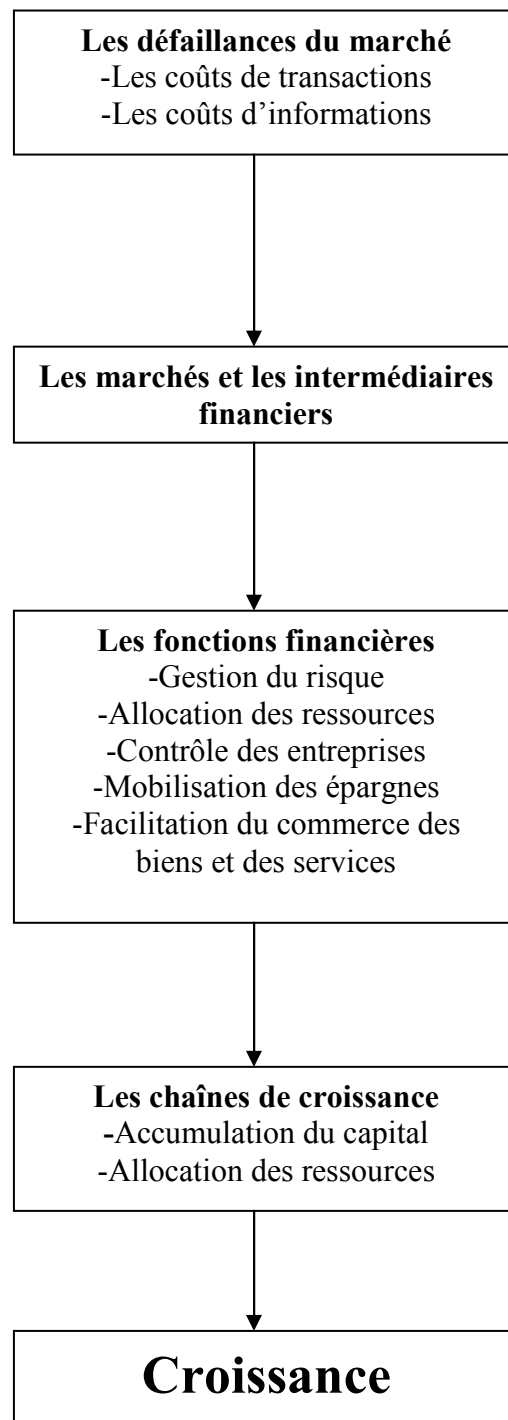 Les défaillances du marché
-Les coûts de transactions
-Les coûts d’informations
Les marchés et les intermédiaires
financiers
Les fonctions financières
-Gestion du risque
-Allocation des ressources
-Contrôle des entreprises
-Mobilisation des épargnes
-Facilitation du commerce des
biens et des services
Les chaînes de croissance
-Accumulation du capital
-Allocation des ressources
Croissance